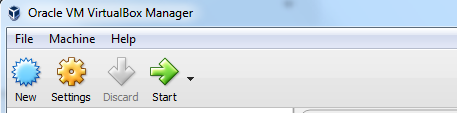 Oracle VM VirtualBox Manager
File Machine Help
New Settings Discard Start